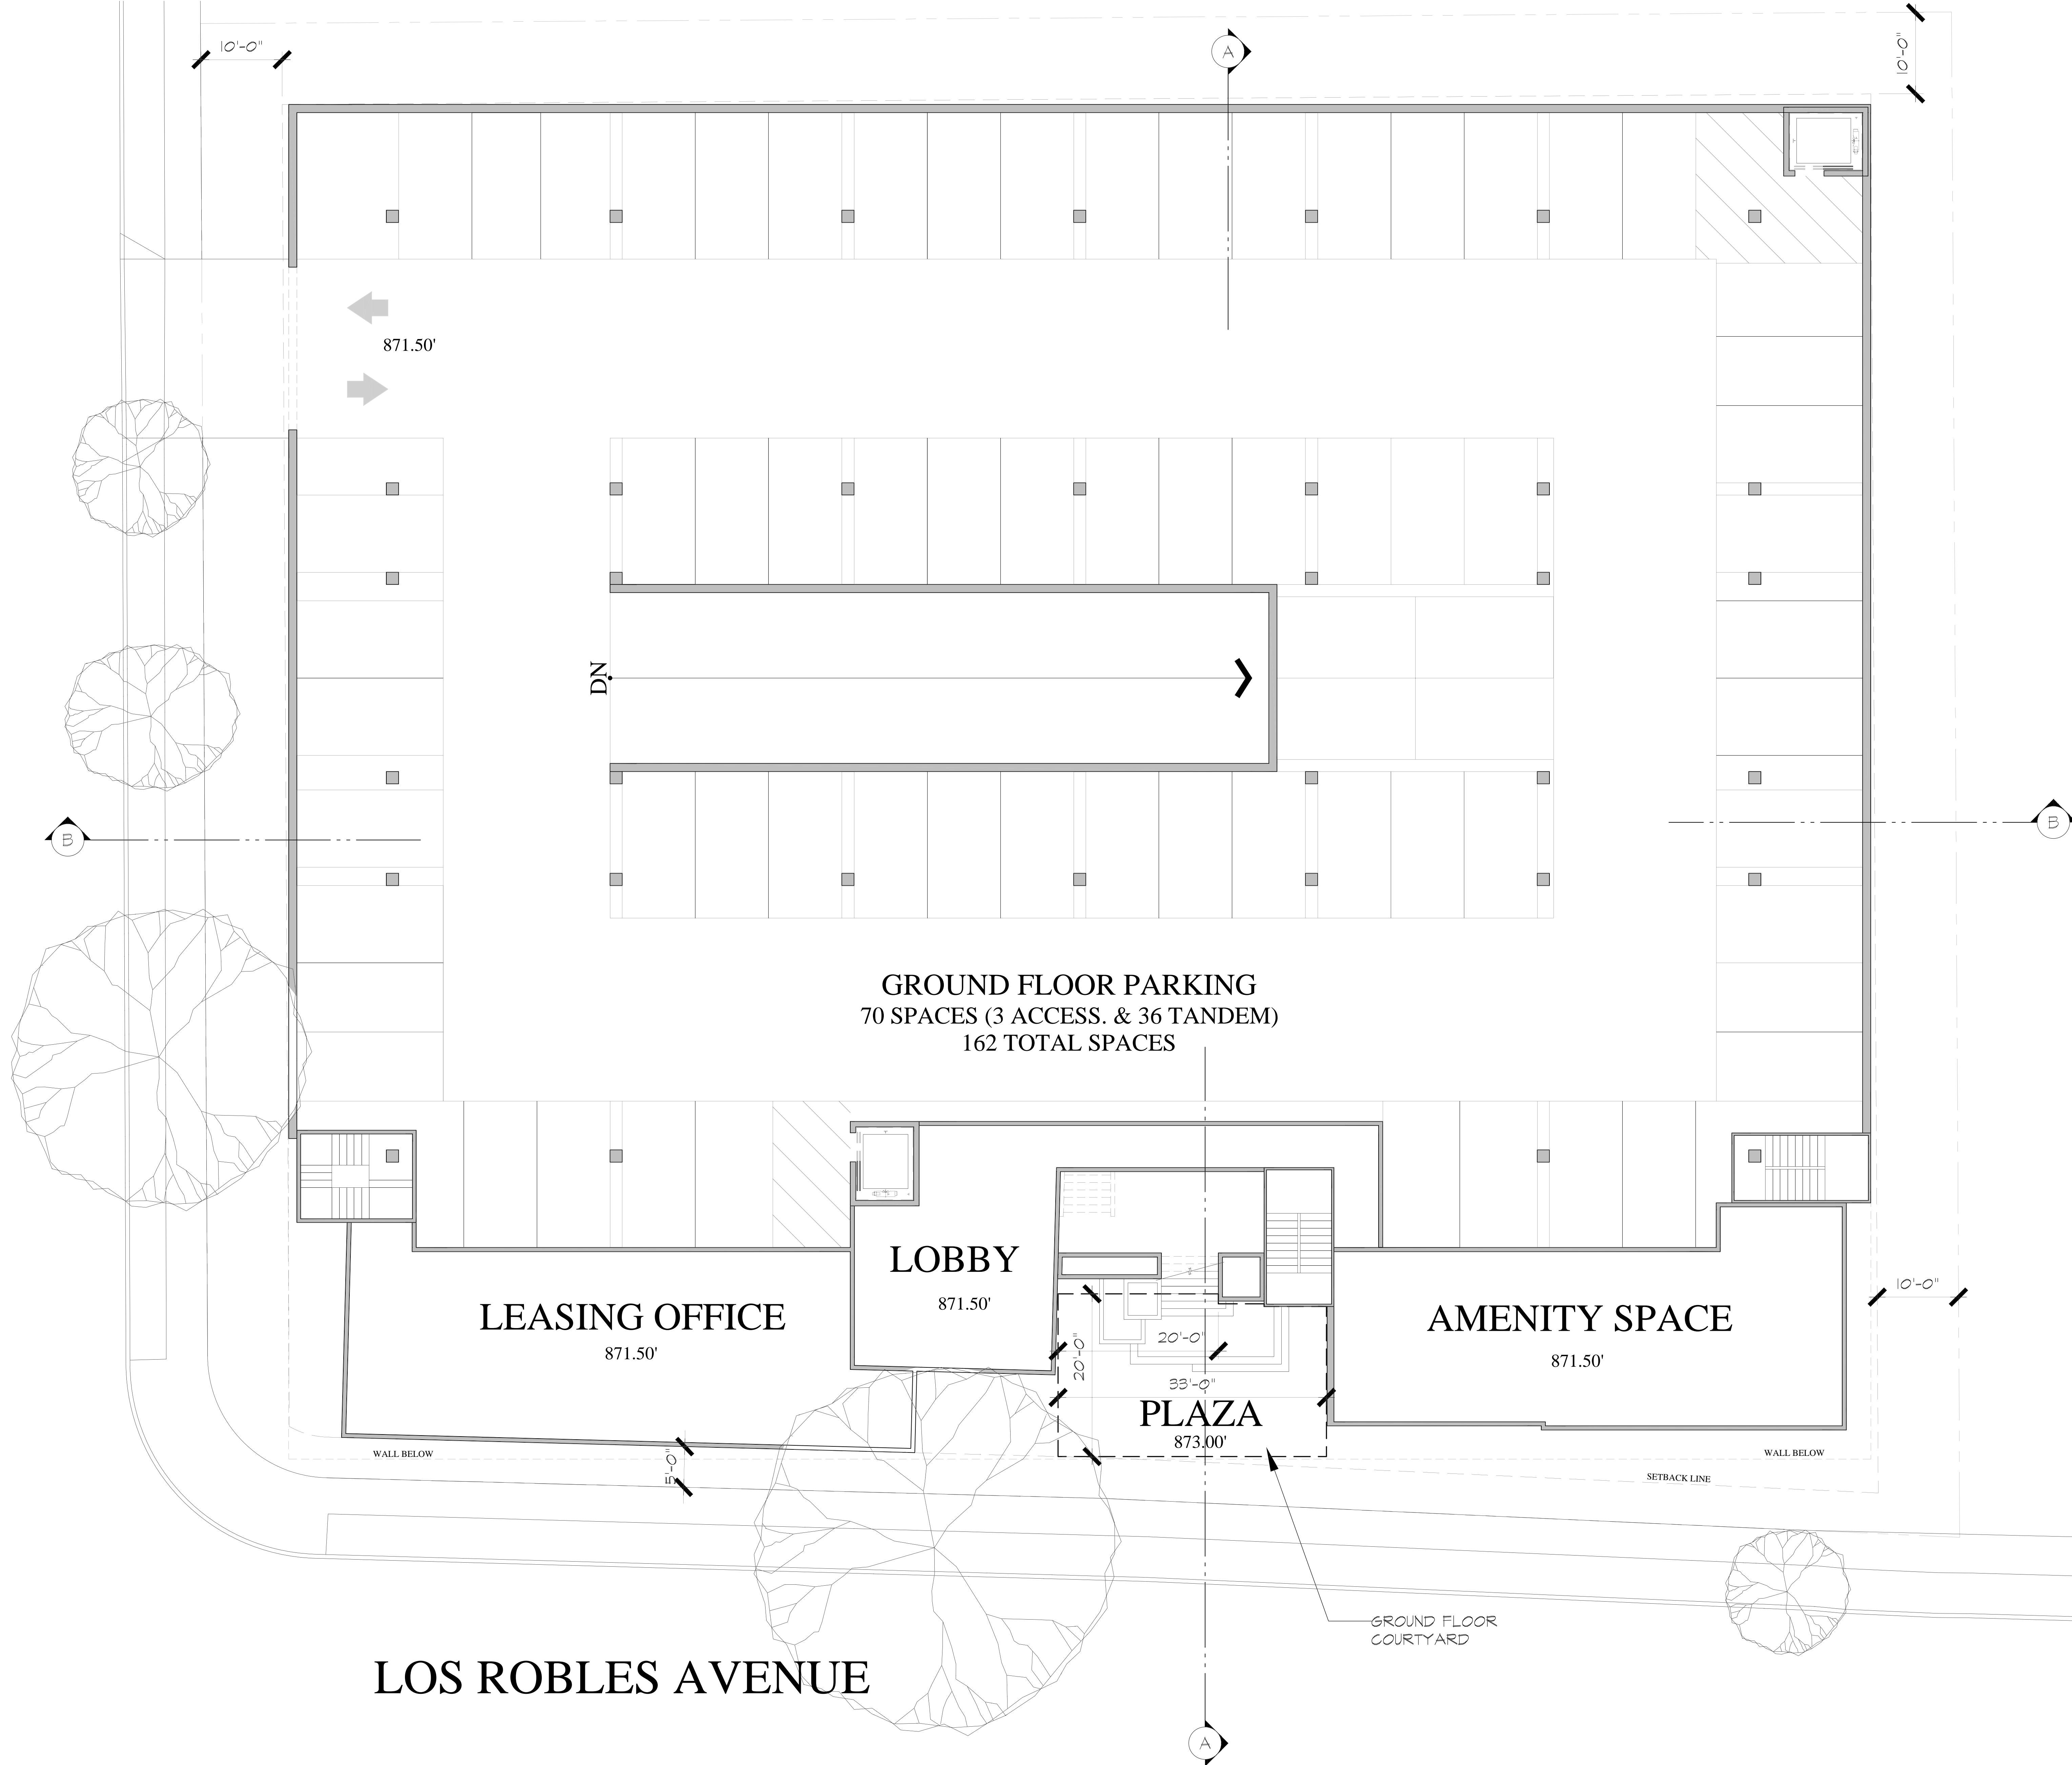 10'-0"
A
10'-0"
871.50'
DN
B
B
GROUND FLOOR PARKING
70 SPACES (3 ACCESS. & 36 TANDEM)
162 TOTAL SPACES
LOBBY
871.50'
LEASING OFFICE
871.50'
20'-0"
20'-0"
33'-0"
PLAZA
873.00'
AMENITY SPACE
871.50'
10'-0"
WALL BELOW
5'-0"
WALL BELOW
SETBACK LINE
GROUND FLOOR
COURTYARD
LOS ROBLES AVENUE
A